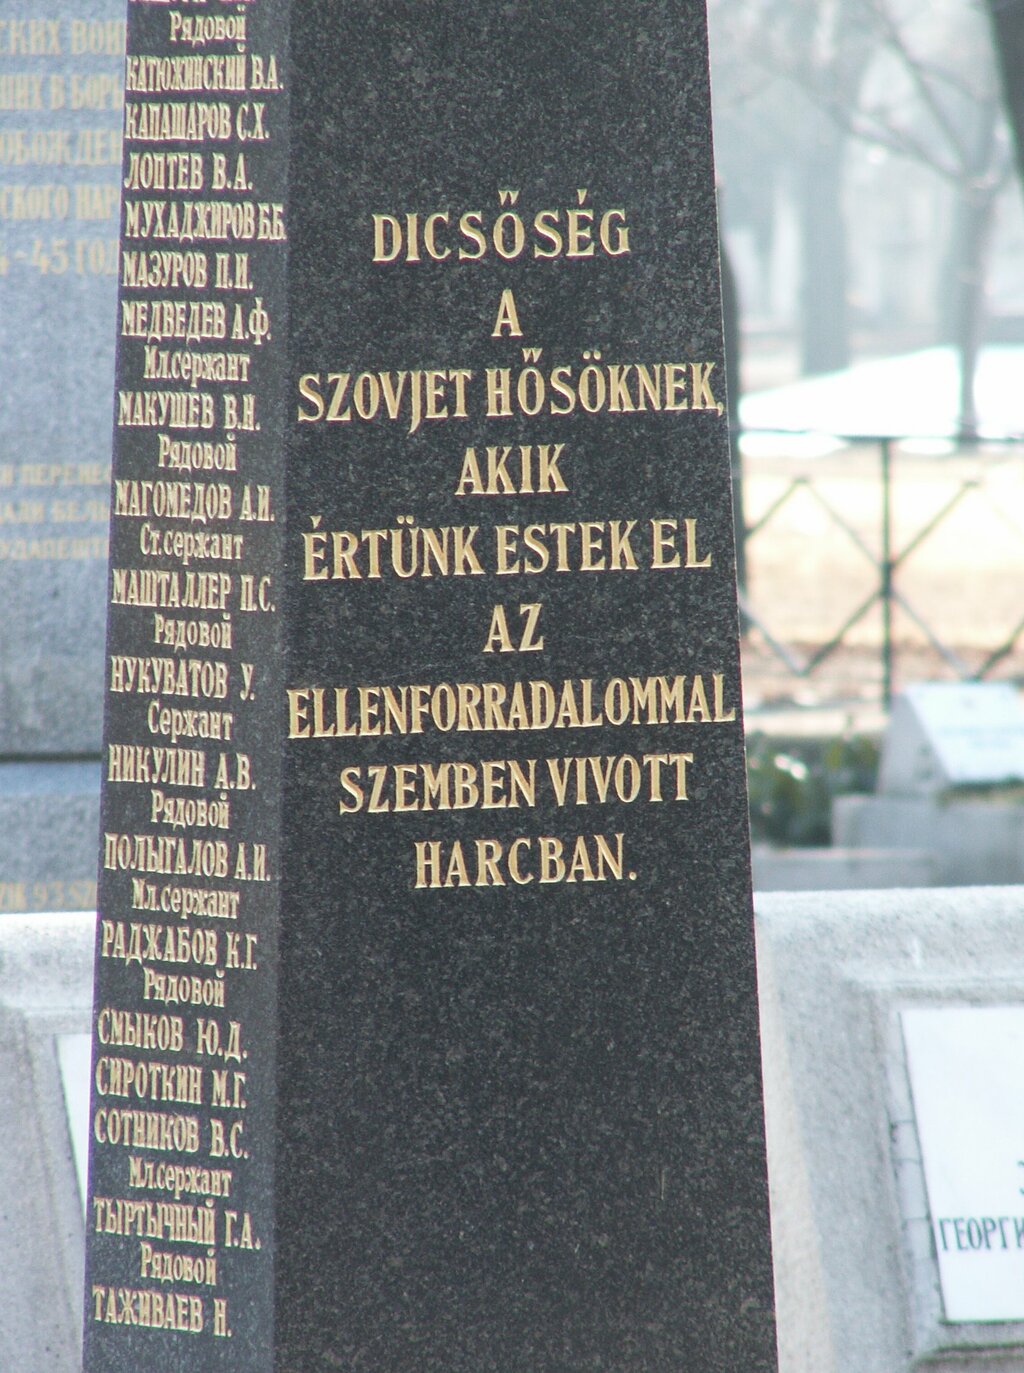 Рядовой
КАТЮЖИНСКИЙ В.А.
КАПАШАРОВ С.Х.
ЛОПТЕВ В.А.
МУХАДЖИРОВ Б.Б.
МАЗУРОВ П.И.
МЕДВЕДЕВ А.Ф.
Мл.сержант
МАКУШЕВ В.Н.
Рядовой
МАГОМЕДОВ А.И.
Ст.сержант
МАШТАЛЛЕР П.С.
Рядовой
НУКУВАТОВ У.
Сержант
НИКУЛИН А.В.
Рядовой
ПОЛЫГАЛОВ А.И.
Мл.сержант
РАДЖАБОВ К.Г.
Рядовой
СМЫКОВ Ю.Д.
СИРОТКИН М.Г.
СОТНИКОВ В.С.
Мл.сержант
ТЫРТЫЧНЫЙ Г.А.
Рядовой
ТАЖИВАЕВ Н.
DICSŐSÉG
A
SZOVJET HŐSÖKNEK,
AKIK
ÉRTÜNK ESTEK EL
AZ
ELLENFORRADALOMMAL
SZEMBEN VIVOTT
HARCBAN.